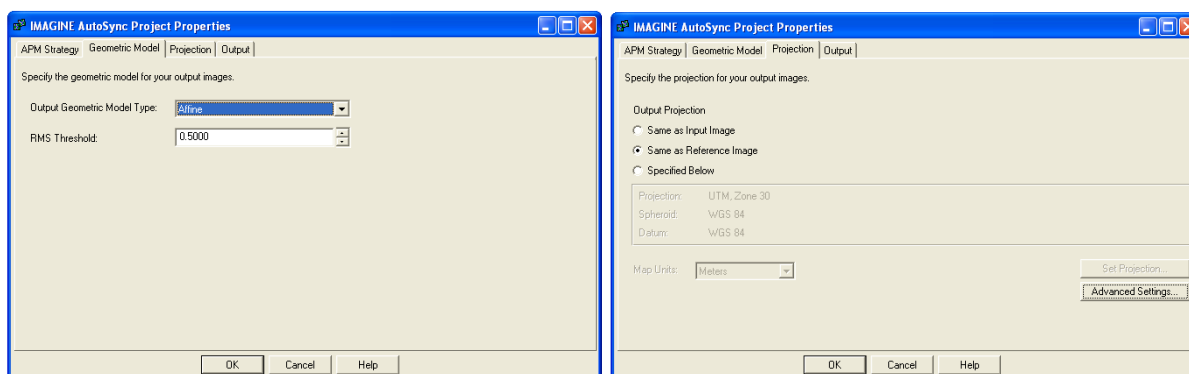 IMAGINE AutoSync Project Properties
APM Strategy Geometric Model Projection Output
Specify the geometric model for your output images.
Output Geometric Model Type: Affine
RMS Threshold: 0.5000
OK Cancel Help
IMAGINE AutoSync Project Properties
APM Strategy Geometric Model Projection Output
Specify the projection for your output images.
Output Projection
Same as Input Image
Same as Reference Image
Specified Below
Projection: UTM, Zone 30
Spheroid: WGS 84
Datum: WGS 84
Map Units: Meters Set Projection...
Advanced Settings...
OK Cancel Help